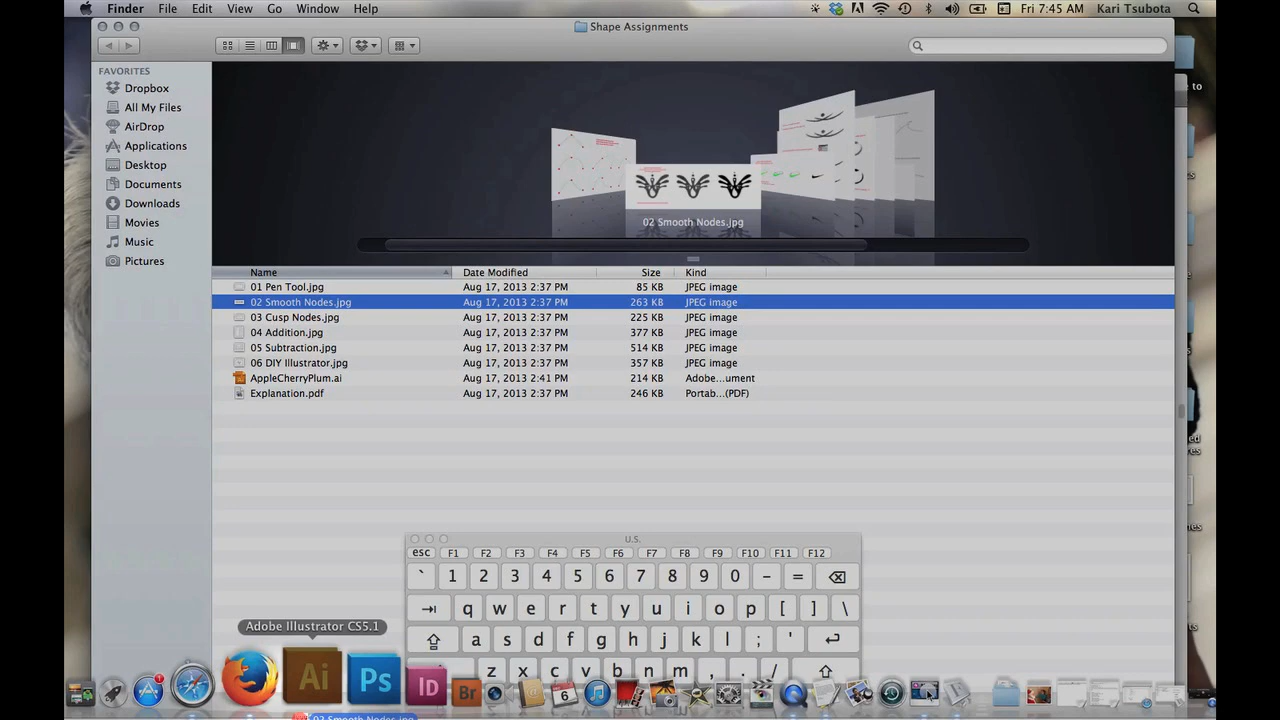 Finder File Edit View Go Window Help
Fri 7:45 AM Kari Tsubota
Shape Assignments
FAVORITES
Dropbox
All My Files
AirDrop
Applications
Desktop
Documents
Downloads
Movies
Music
Pictures
02 Smooth Nodes.jpg
Name Date Modified Size Kind
01 Pen Tool.jpg Aug 17, 2013 2:37 PM 85 KB JPEG image
02 Smooth Nodes.jpg Aug 17, 2013 2:37 PM 263 KB JPEG image
03 Cusp Nodes.jpg Aug 17, 2013 2:37 PM 225 KB JPEG image
04 Addition.jpg Aug 17, 2013 2:37 PM 377 KB JPEG image
05 Subtraction.jpg Aug 17, 2013 2:37 PM 514 KB JPEG image
06 DIY Illustrator.jpg Aug 17, 2013 2:37 PM 357 KB JPEG image
AppleCherryPlum.ai Aug 17, 2013 2:41 PM 214 KB Adobe...ument
Explanation.pdf Aug 17, 2013 2:37 PM 246 KB Portab...(PDF)
to
U.S.
esc F1 F2 F3 F4 F5 F6 F7 F8 F9 F10 F11 F12
` 1 2 3 4 5 6 7 8 9 0 - =
q w e r t y u i o p [ ] \
a s d f g h j k l ; '
z x c v b n m , . /
Adobe Illustrator CS5.1
Ai Ps Id Br
6
02 Smooth Nodes.jpg